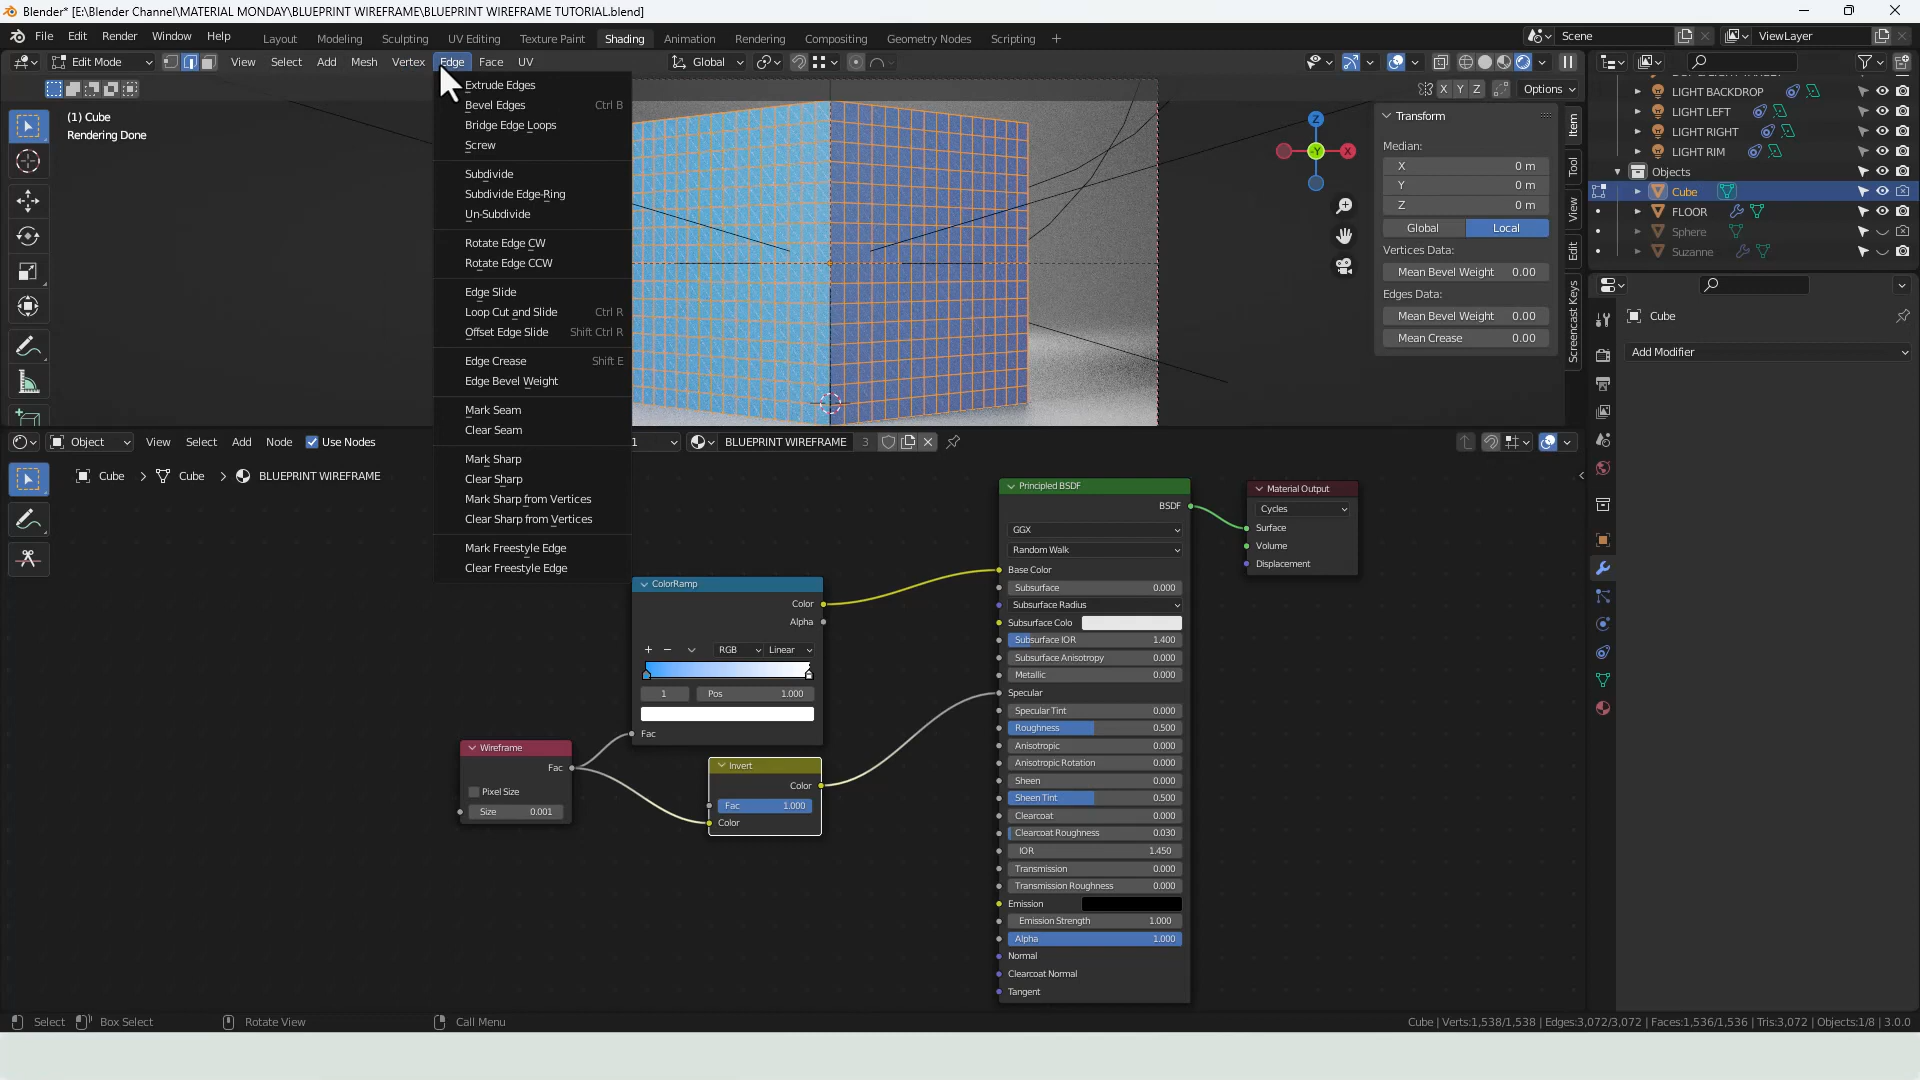 Blender* [E:\Blender Channel\MATERIAL MONDAY\BLUEPRINT WIREFRAME\BLUEPRINT WIREFRAME TUTORIAL.blend]
File Edit Render Window Help Layout Modeling Sculpting UV Editing Texture Paint Shading Animation Rendering Compositing Geometry Nodes Scripting + Scene ViewLayer
Edit Mode View Select Add Mesh Vertex Edge Face UV Global
X Y Z Options
(1) Cube
Rendering Done
Extrude Edges
Bevel Edges Ctrl B
Bridge Edge Loops
Screw
Subdivide
Subdivide Edge-Ring
Un-Subdivide
Rotate Edge CW
Rotate Edge CCW
Edge Slide
Loop Cut and Slide Ctrl R
Offset Edge Slide Shift Ctrl R
Edge Crease Shift E
Edge Bevel Weight
Mark Seam
Clear Seam
Mark Sharp
Clear Sharp
Mark Sharp from Vertices
Clear Sharp from Vertices
Mark Freestyle Edge
Clear Freestyle Edge
Z
-Y
X
Transform
Median:
X 0 m
Y 0 m
Z 0 m
Global Local
Vertices Data:
Mean Bevel Weight 0.00
Edges Data:
Mean Bevel Weight 0.00
Mean Crease 0.00
Item
Tool
View
Edit
Screencast Keys
LIGHT BACKDROP
LIGHT LEFT
LIGHT RIGHT
LIGHT RIM
Objects
Cube
FLOOR
Sphere
Suzanne
Cube
Add Modifier
Object View Select Add Node Use Nodes 1 BLUEPRINT WIREFRAME 3
Cube > Cube > BLUEPRINT WIREFRAME
Wireframe
Fac
Pixel Size
Size 0.001
ColorRamp
Color
Alpha
+ − RGB Linear
1 Pos 1.000
Fac
Invert
Color
Fac 1.000
Color
Principled BSDF
BSDF
GGX
Random Walk
Base Color
Subsurface 0.000
Subsurface Radius
Subsurface Colo
Subsurface IOR 1.400
Subsurface Anisotropy 0.000
Metallic 0.000
Specular
Specular Tint 0.000
Roughness 0.500
Anisotropic 0.000
Anisotropic Rotation 0.000
Sheen 0.000
Sheen Tint 0.500
Clearcoat 0.000
Clearcoat Roughness 0.030
IOR 1.450
Transmission 0.000
Transmission Roughness 0.000
Emission
Emission Strength 1.000
Alpha 1.000
Normal
Clearcoat Normal
Tangent
Material Output
Cycles
Surface
Volume
Displacement
Select Box Select Rotate View Call Menu
Cube | Verts:1,538/1,538 | Edges:3,072/3,072 | Faces:1,536/1,536 | Tris:3,072 | Objects:1/8 | 3.0.0